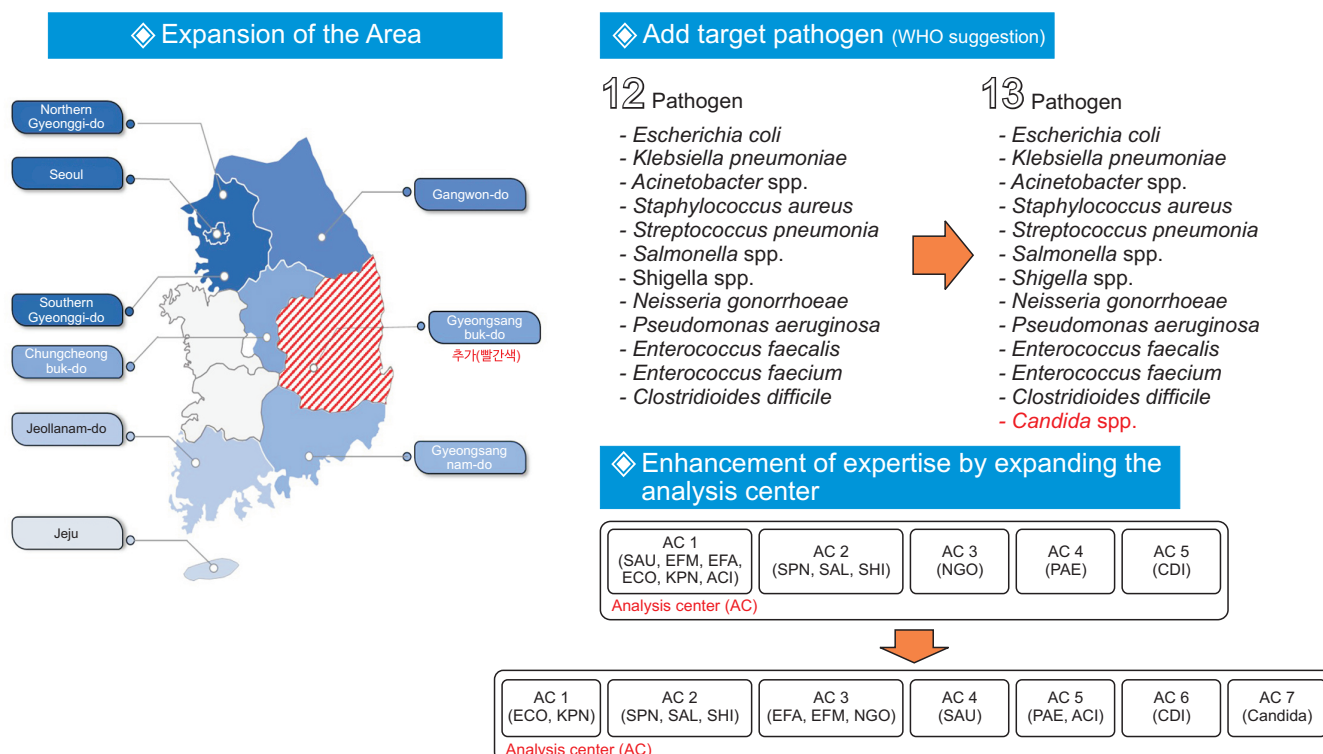 ◈ Expansion of the Area
Northern
Gyeonggi-do
Seoul
Southern
Gyeonggi-do
Chungcheong
buk-do
Jeollanam-do
Jeju
Gangwon-do
Gyeongsang
buk-do
추가(빨간색)
Gyeongsang
nam-do
◈ Add target pathogen (WHO suggestion)
12 Pathogen
- Escherichia coli
- Klebsiella pneumoniae
- Acinetobacter spp.
- Staphylococcus aureus
- Streptococcus pneumonia
- Salmonella spp.
- Shigella spp.
- Neisseria gonorrhoeae
- Pseudomonas aeruginosa
- Enterococcus faecalis
- Enterococcus faecium
- Clostridioides difficile
13 Pathogen
- Escherichia coli
- Klebsiella pneumoniae
- Acinetobacter spp.
- Staphylococcus aureus
- Streptococcus pneumonia
- Salmonella spp.
- Shigella spp.
- Neisseria gonorrhoeae
- Pseudomonas aeruginosa
- Enterococcus faecalis
- Enterococcus faecium
- Clostridioides difficile
- Candida spp.
◈ Enhancement of expertise by expanding the
analysis center
AC 1
(SAU, EFM, EFA,
ECO, KPN, ACI)
AC 2
(SPN, SAL, SHI)
AC 3
(NGO)
AC 4
(PAE)
AC 5
(CDI)
Analysis center (AC)
AC 1
(ECO, KPN)
AC 2
(SPN, SAL, SHI)
AC 3
(EFA, EFM, NGO)
AC 4
(SAU)
AC 5
(PAE, ACI)
AC 6
(CDI)
AC 7
(Candida)
Analysis center (AC)